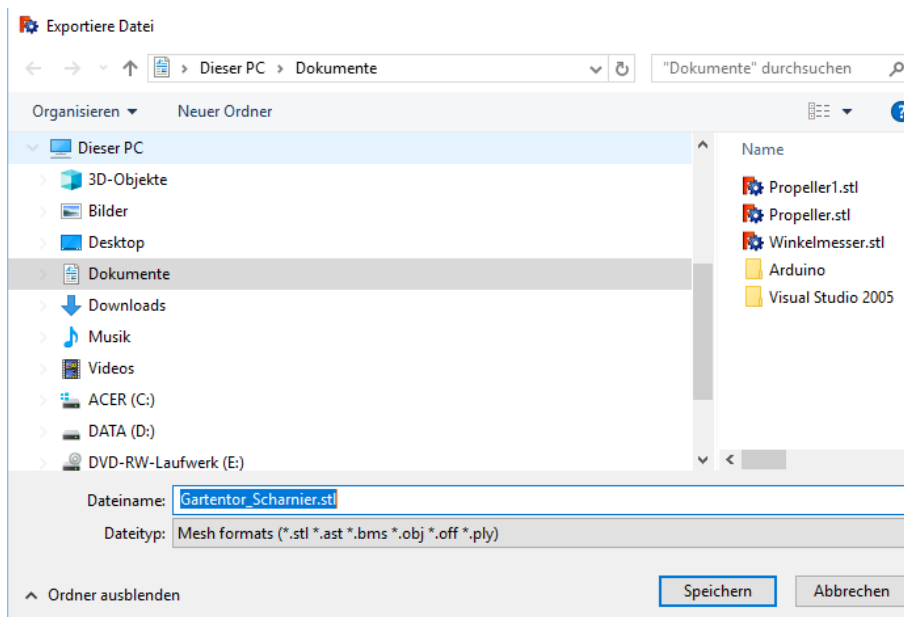 Exportiere Datei
Dieser PC > Dokumente
"Dokumente" durchsuchen
Organisieren
Neuer Ordner
?
Dieser PC
3D-Objekte
Bilder
Desktop
Dokumente
Downloads
Musik
Videos
ACER (C:)
DATA (D:)
DVD-RW-Laufwerk (E:)
Name
Propeller1.stl
Propeller.stl
Winkelmesser.stl
Arduino
Visual Studio 2005
Dateiname: Gartentor_Scharnier.stl
Dateityp: Mesh formats (*.stl *.ast *.bms *.obj *.off *.ply)
Ordner ausblenden
Speichern
Abbrechen